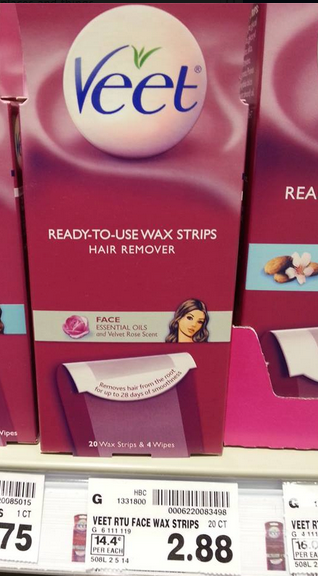 Veet®
READY-TO-USE WAX STRIPS
HAIR REMOVER
FACE
ESSENTIAL OILS
and Velvet Rose Scent
Removes hair from the root
for up to 28 days of smoothness
20 Wax Strips & 4 Wipes
REA
Wipes
20085015
1 CT
75
G
HBC
1331800
0006220083498
VEET RTU FACE WAX STRIPS 20 CT
G 6 111 119
14.4¢
PER EACH
508L 2 5 14
2.88
G
VEET R
G 4 111
16.
PER EA
508L 2